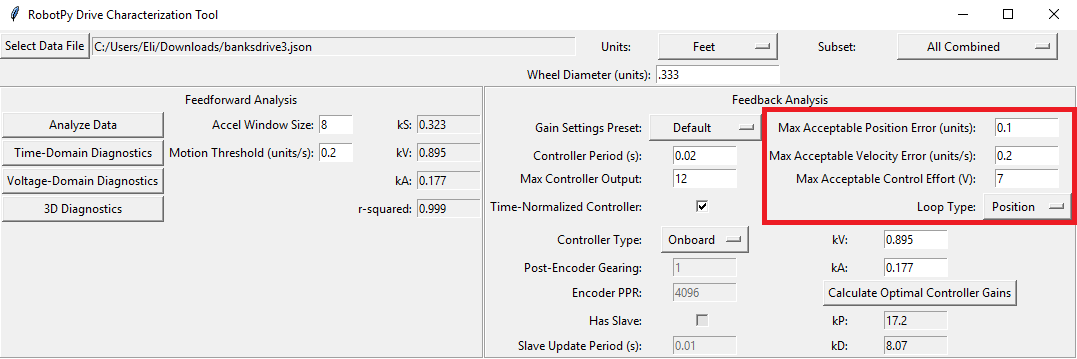 RobotPy Drive Characterization Tool
Select Data File C:/Users/Eli/Downloads/banksdrive3.json Units: Feet Subset: All Combined
Wheel Diameter (units): .333
Feedforward Analysis
Analyze Data Accel Window Size: 8 kS: 0.323
Time-Domain Diagnostics Motion Threshold (units/s): 0.2 kV: 0.895
Voltage-Domain Diagnostics kA: 0.177
3D Diagnostics r-squared: 0.999
Feedback Analysis
Gain Settings Preset: Default Max Acceptable Position Error (units): 0.1
Controller Period (s): 0.02 Max Acceptable Velocity Error (units/s): 0.2
Max Controller Output: 12 Max Acceptable Control Effort (V): 7
Time-Normalized Controller: Loop Type: Position
Controller Type: Onboard kV: 0.895
Post-Encoder Gearing: 1 kA: 0.177
Encoder PPR: 4096 Calculate Optimal Controller Gains
Has Slave: kP: 17.2
Slave Update Period (s): 0.01 kD: 8.07